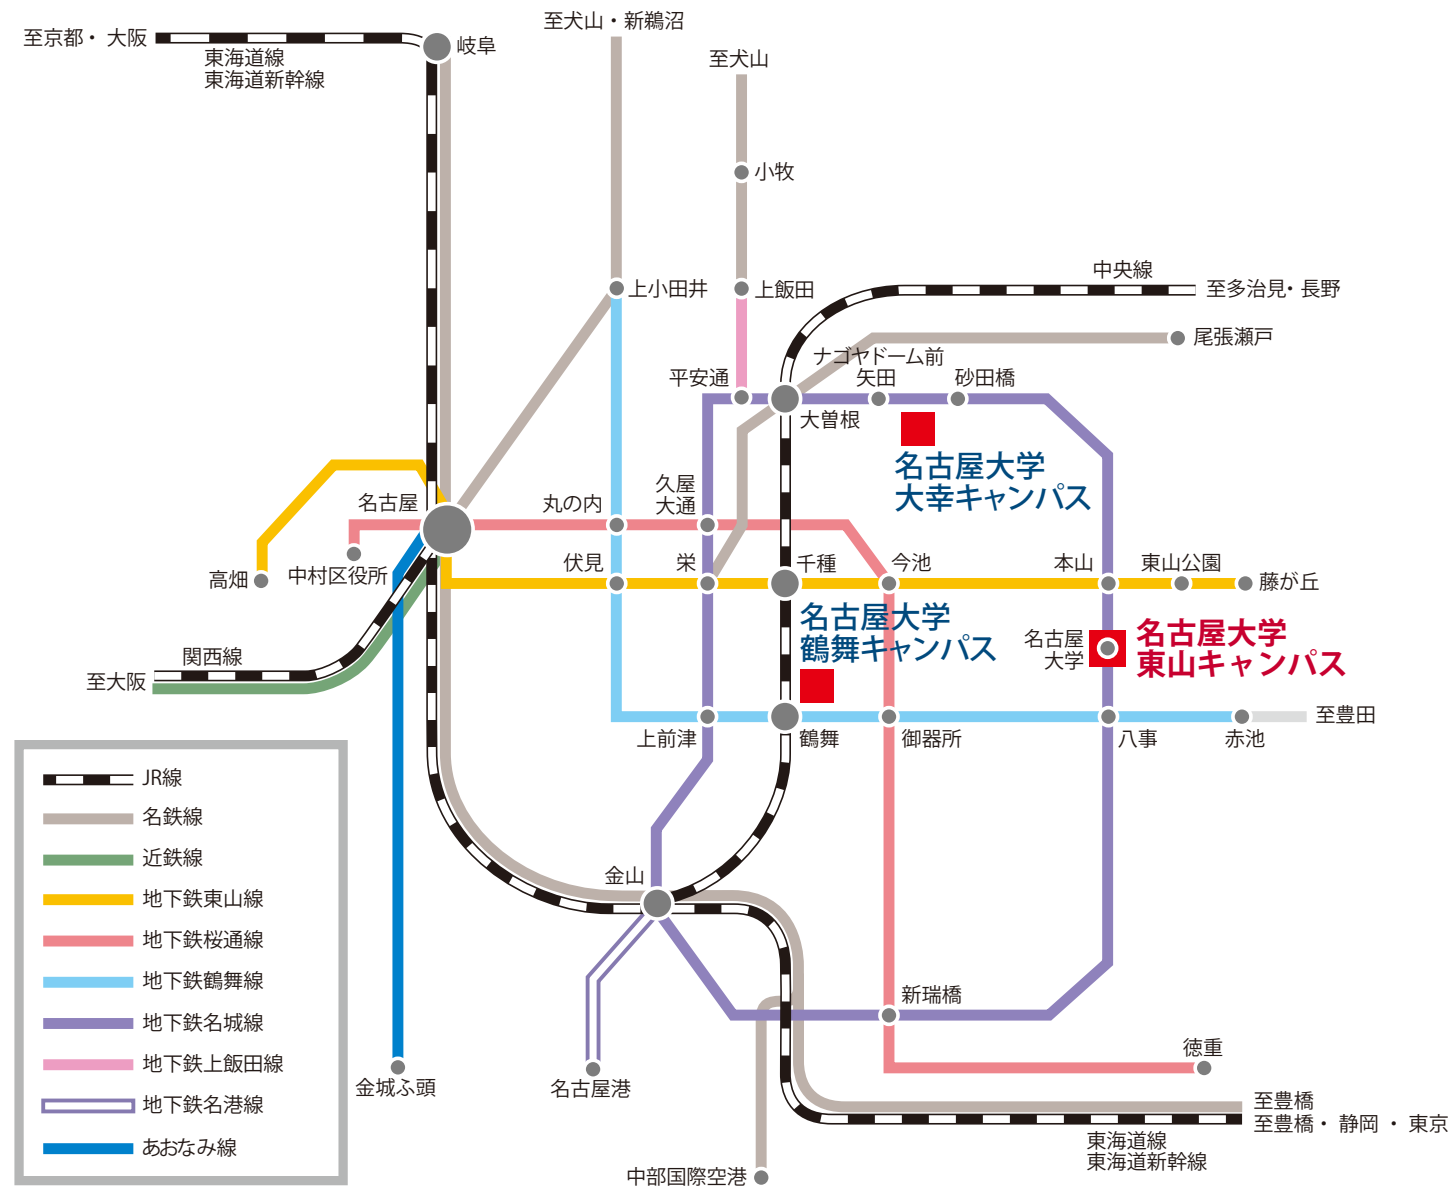 至犬山・新鵜沼
至京都・ 大阪
岐阜
東海道線
東海道新幹線
至犬山
小牧
上小田井
上飯田
中央線
至多治見・長野
尾張瀬戸
ナゴヤドーム前
矢田
砂田橋
平安通
大曽根
名古屋大学
大幸キャンパス
名古屋
丸の内
久屋
大通
高畑
中村区役所
伏見
栄
千種
今池
本山
東山公園
藤が丘
名古屋大学
鶴舞キャンパス
名古屋
大学
名古屋大学
東山キャンパス
関西線
至大阪
上前津
鶴舞
御器所
八事
赤池
至豊田
JR線
名鉄線
近鉄線
地下鉄東山線
地下鉄桜通線
地下鉄鶴舞線
地下鉄名城線
地下鉄上飯田線
地下鉄名港線
あおなみ線
金山
新瑞橋
徳重
金城ふ頭
名古屋港
至豊橋
至豊橋・ 静岡 ・ 東京
東海道線
東海道新幹線
中部国際空港